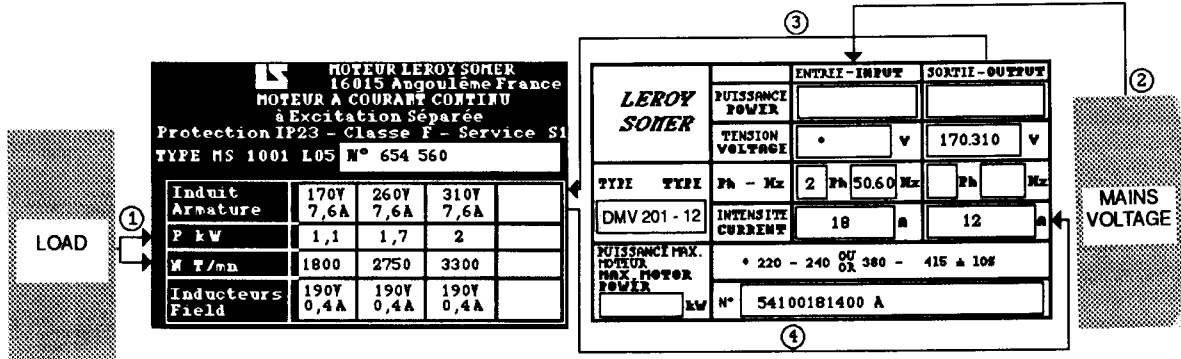 ③
②
LS MOTEUR LEROY SOMER
16015 Angoulême France
MOTEUR A COURANT CONTINU
à Excitation Séparée
Protection IP23 - Classe F - Service S1
TYPE MS 1001 L05 N° 654 560
Induit
Armature
170V 260V 310V
7,6A 7,6A 7,6A
P kW 1,1 1,7 2
N T/mn 1800 2750 3300
Inducteurs
Field
190V 190V 190V
0,4A 0,4A 0,4A
①
LOAD
LEROY
SOMER
ENTREE - INPUT SORTIE - OUTPUT
PUISSANCE
POWER
TENSION
VOLTAGE
• V 170.310 V
TYPE TYPE Ph - Hz 2 Ph 50.60 Hz Ph Hz
DMV 201 - 12
INTENSITE
CURRENT
18 A 12 A
PUISSANCE MAX.
MOTEUR
MAX. MOTOR
POWER
kW
• 220 - 240 OU
OR 380 - 415 ± 10%
N° 54100181400 A
④
MAINS
VOLTAGE